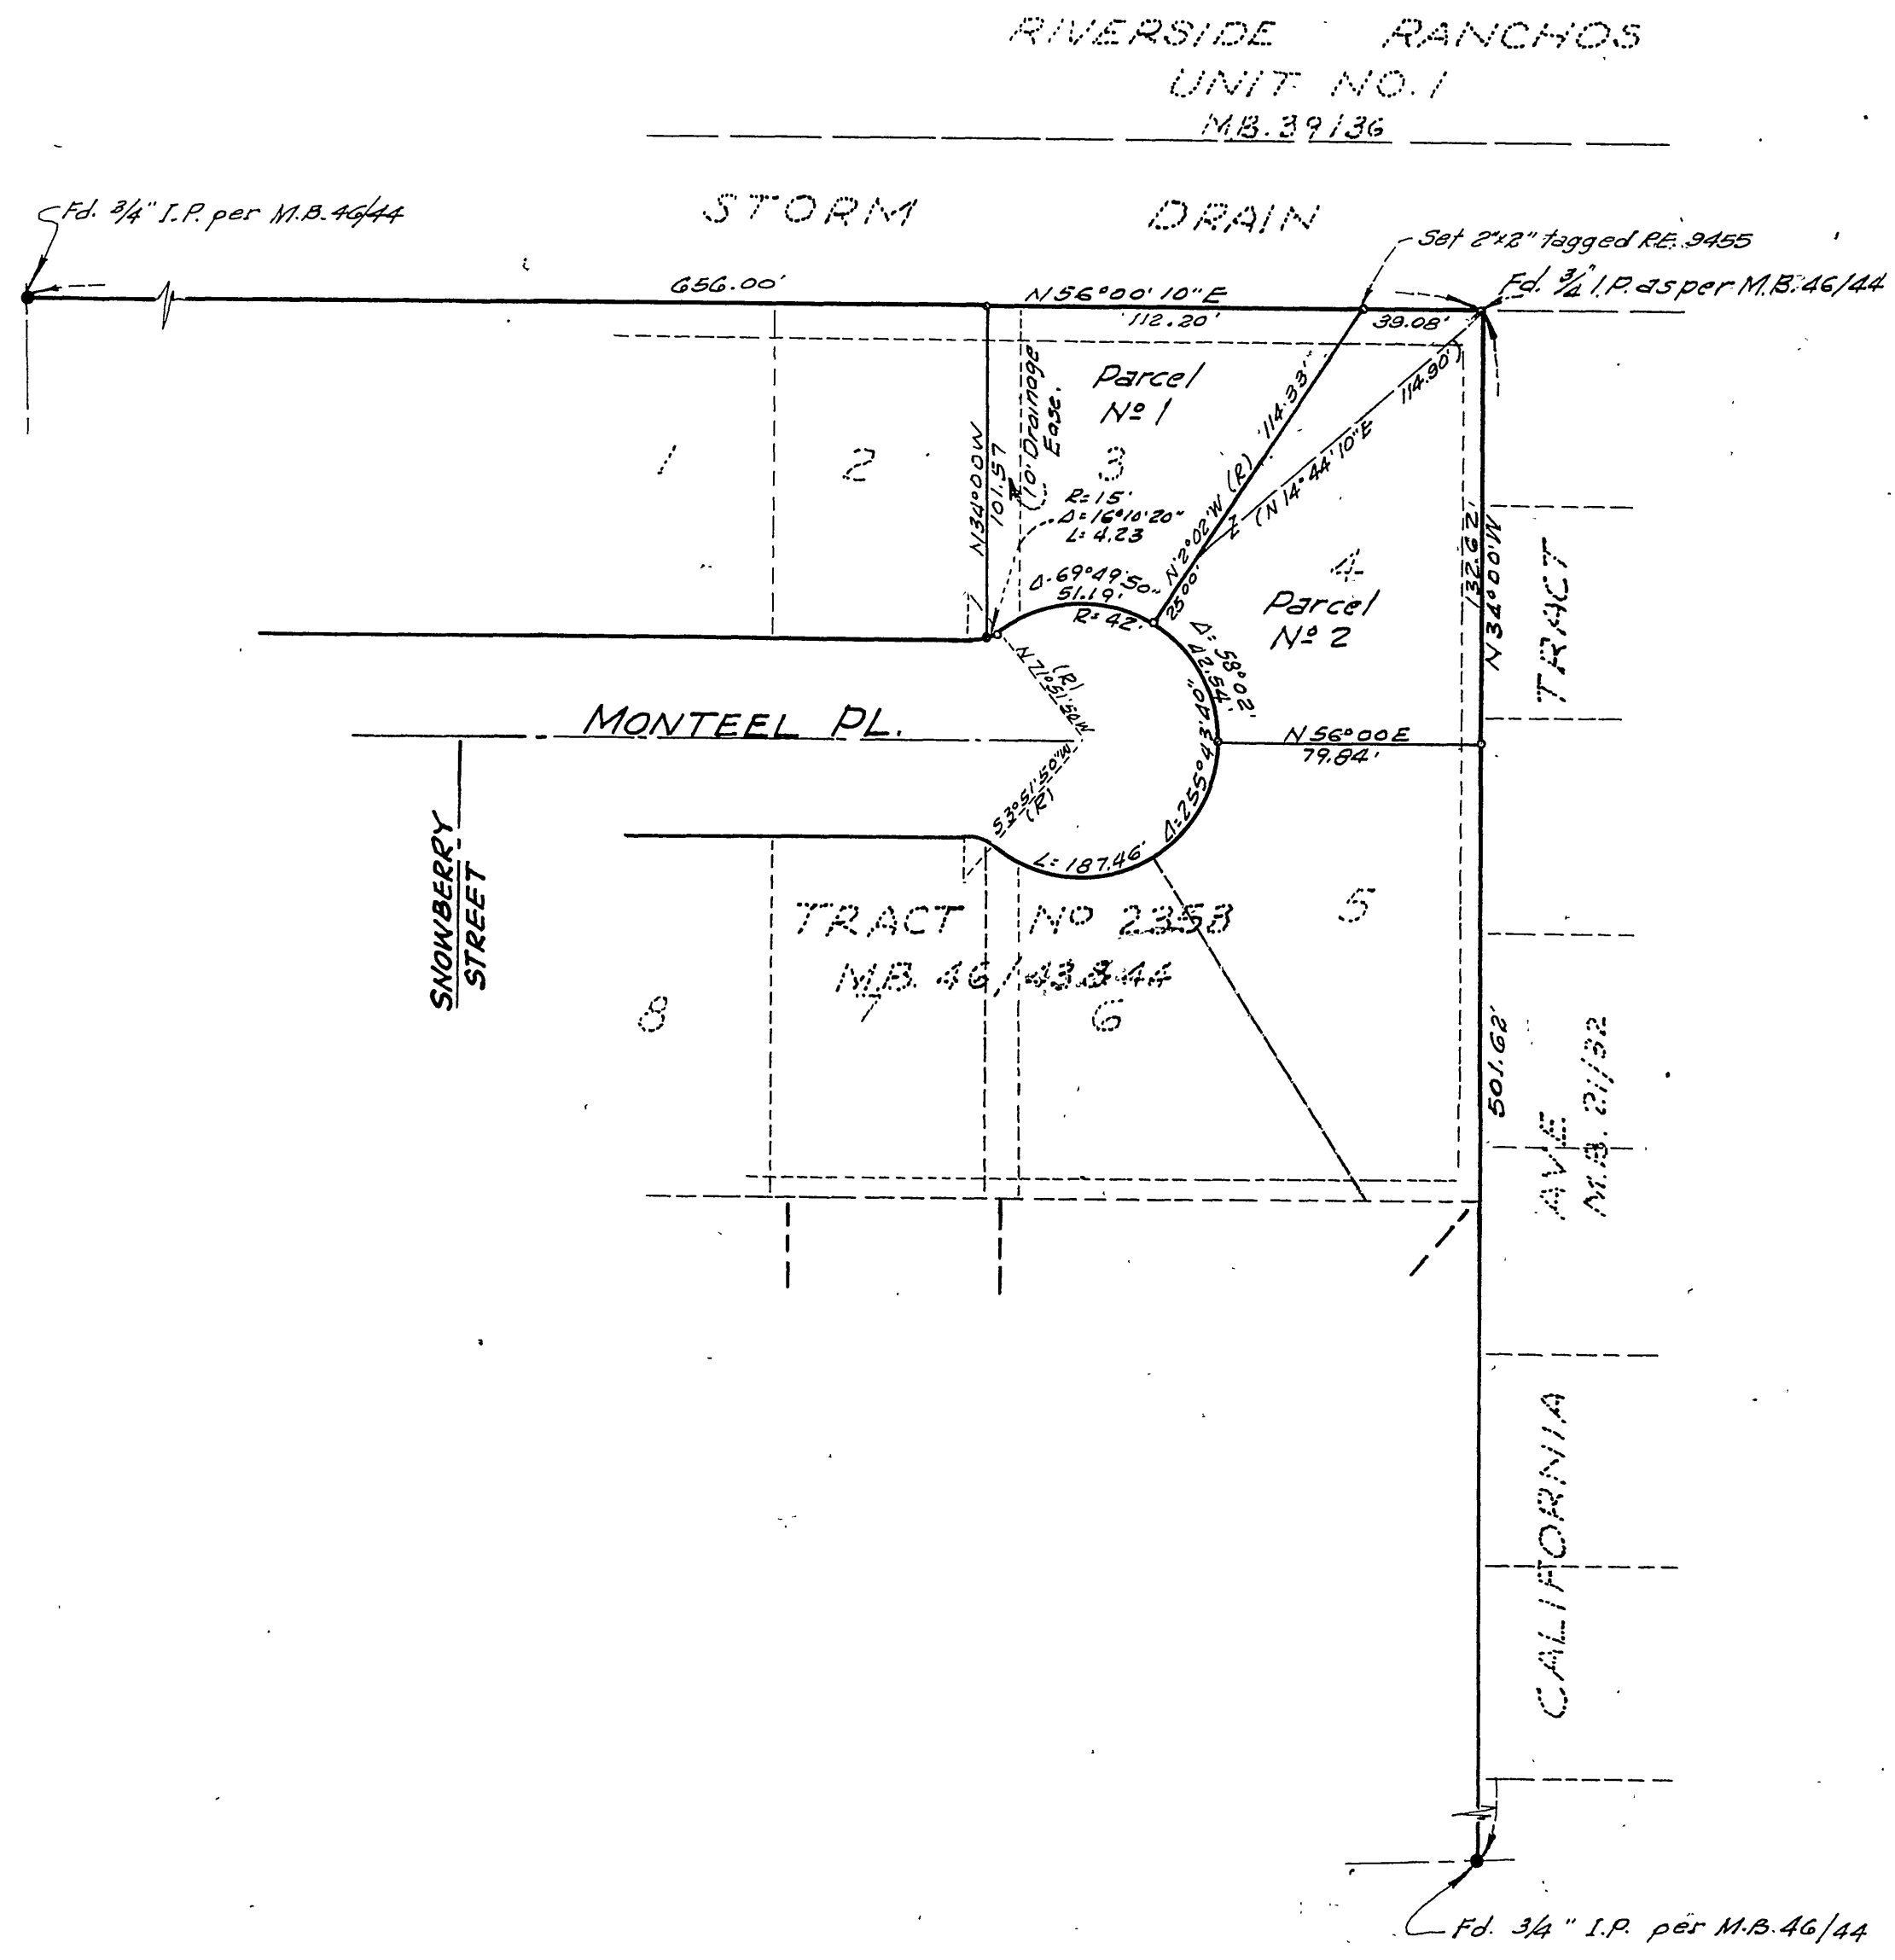 RIVERSIDE RANCHOS
UNIT NO. 1
M.B. 39/36
Fd. 3/4" I.P. per M.B. 46/44
STORM DRAIN
Set 2"x2" tagged R.E. 9455
Fd. 3/4" I.P. as per M.B. 46/44
656.00'
N56°00'10"E
112.20'
39.08'
10' Drainage
Ease.
Parcel
Nº 1
114.33'
114.90'
N34°00W
101.57
1
2
3
R=15'
Δ=16°10'20"
L=4.23
N2°02'W (R)
(N14°44'10"E
25.00'
132.62'
N34°00'W
TRACT
4
Parcel
Nº 2
Δ-69°49'50"
51.19'
R=42'
Δ=58°02'
42.54'
N71°51'50W
(R)
MONTEEL PL.
N56°00E
79.84'
S3°51'50"W
(R)
Δ=255°43'40"
L=187.46'
SNOWBERRY
STREET
TRACT Nº 2358
5
M.B. 46/43&44
8
7
6
501.62'
AVE
M.B. 21/32
CALIFORNIA
Fd. 3/4" I.P. per M.B. 46/44